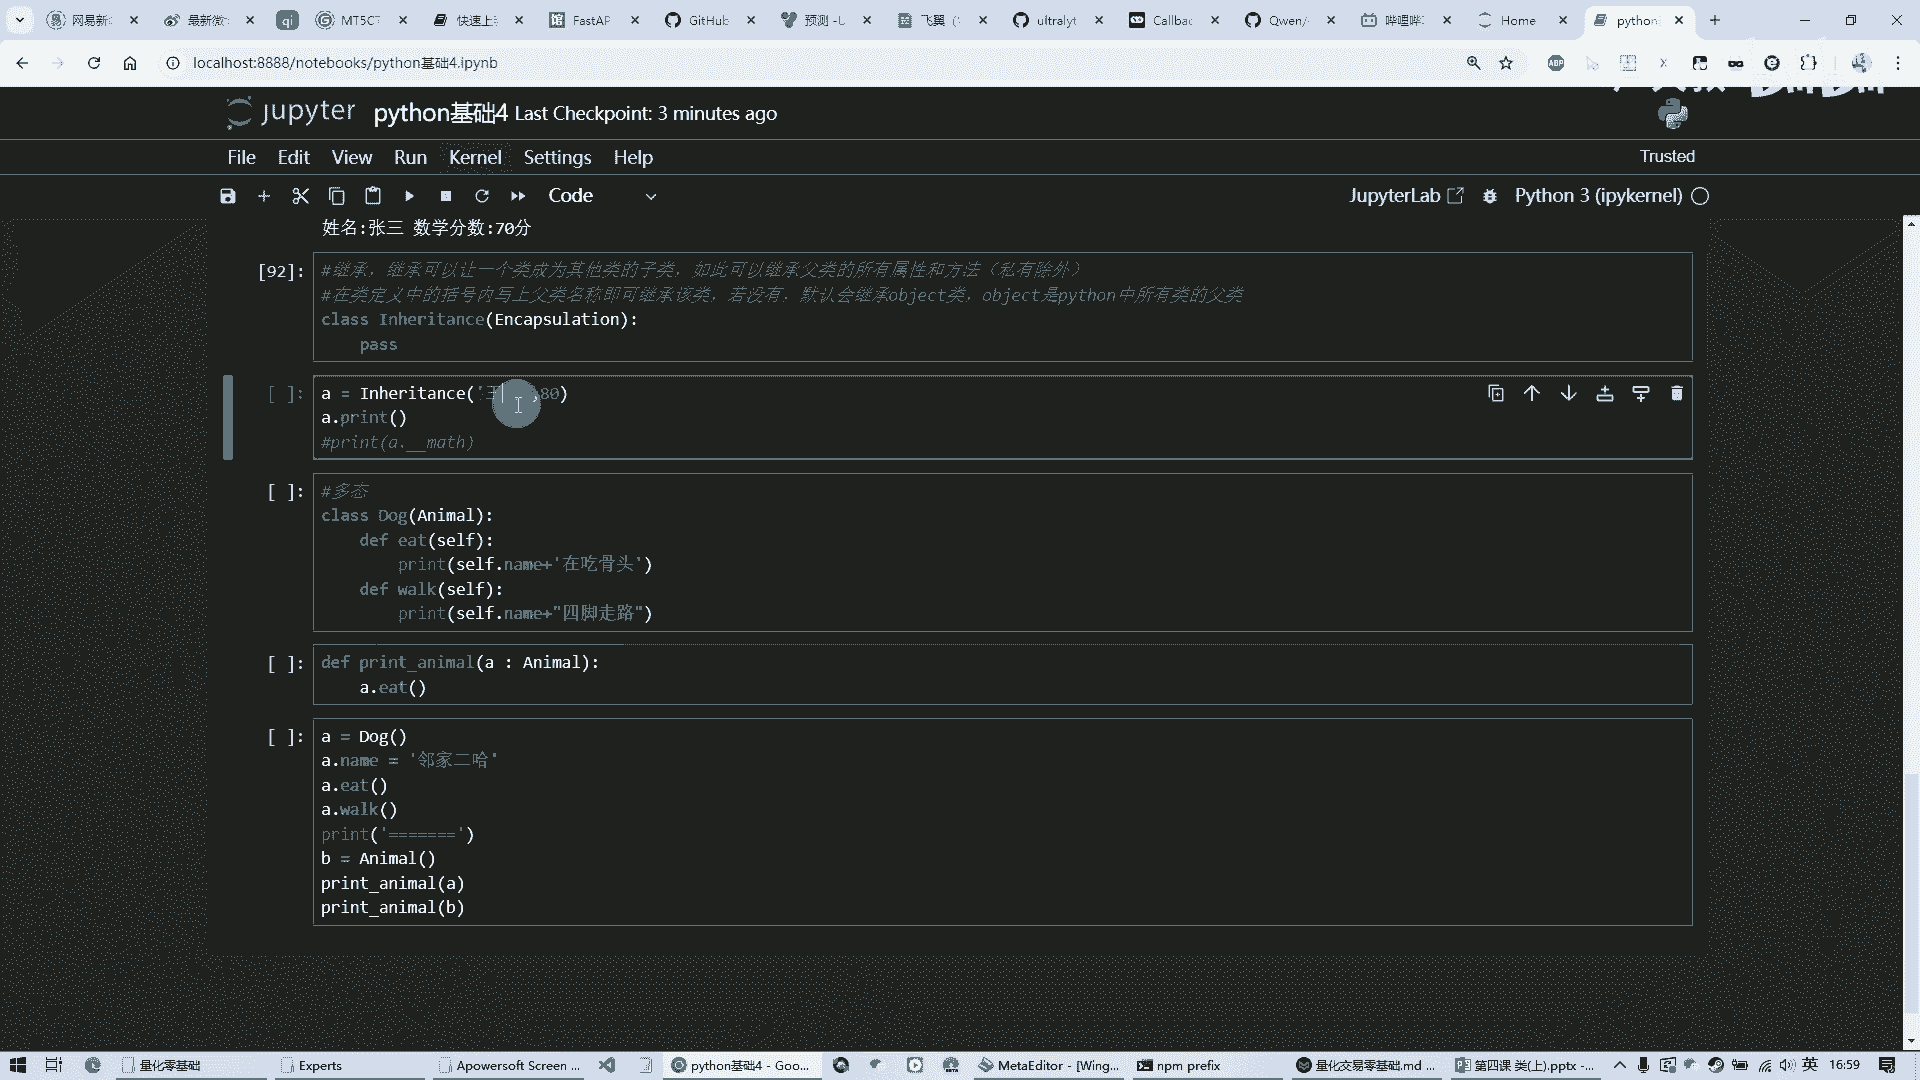 网易新 最新微 qi MT5C7 快速上 FastAP GitHub 预测 -U 飞翼 ultralyt Callbac Qwen/ 哔哩哔 Home python
localhost:8888/notebooks/python基础4.ipynb
jupyter python基础4 Last Checkpoint: 3 minutes ago
File Edit View Run Kernel Settings Help Trusted
Code JupyterLab Python 3 (ipykernel)
姓名:张三 数学分数:70分
[92]: #继承，继承可以让一个类成为其他类的子类，如此可以继承父类的所有属性和方法（私有除外）
#在类定义中的括号内写上父类名称即可继承该类，若没有，默认会继承object类，object是python中所有类的父类
class Inheritance(Encapsulation):
pass
[ ]: a = Inheritance('王 ,80)
a.print()
#print(a.__math)
[ ]: #多态
class Dog(Animal):
def eat(self):
print(self.name+'在吃骨头')
def walk(self):
print(self.name+"四脚走路")
[ ]: def print_animal(a : Animal):
a.eat()
[ ]: a = Dog()
a.name = '邻家二哈'
a.eat()
a.walk()
print('=======')
b = Animal()
print_animal(a)
print_animal(b)
量化零基础 Experts Apowersoft Screen ... python基础4 - Goo... MetaEditor - [Wing... npm prefix 量化交易零基础.md ... 第四课 类(上).pptx -... 英 16:59